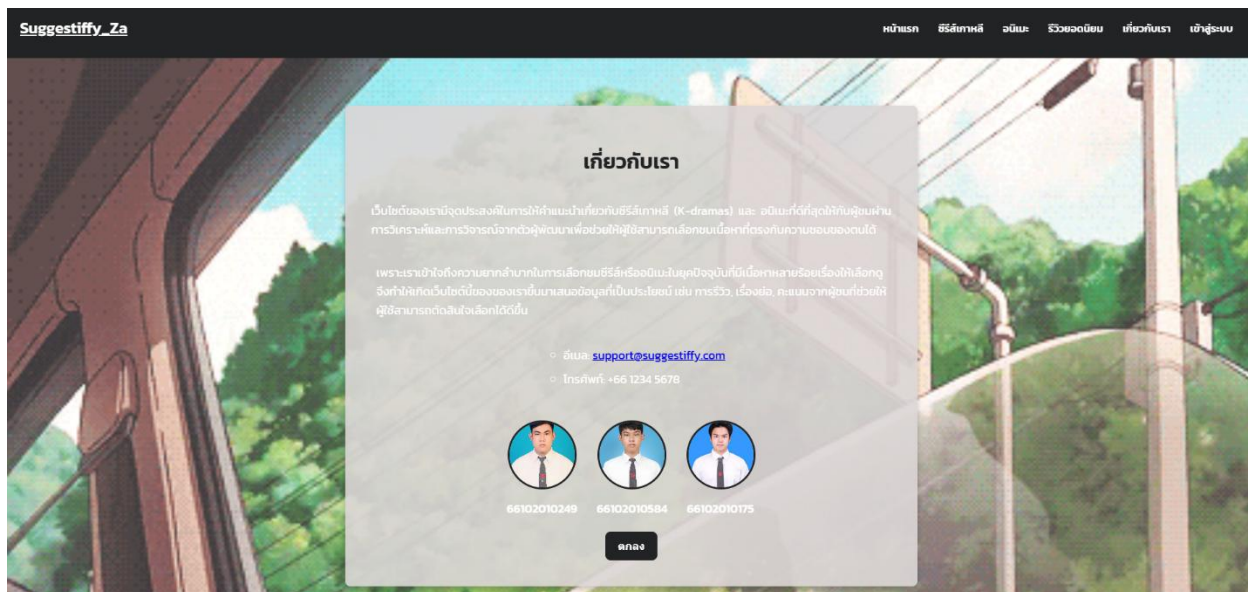 Suggestiffy_Za
หน้าแรก ซีรีส์เกาหลี อนิเมะ รีวิวยอดนิยม เกี่ยวกับเรา เข้าสู่ระบบ
เกี่ยวกับเรา
เว็บไซต์ของเรามีจุดประสงค์ในการให้คำแนะนำเกี่ยวกับซีรีส์เกาหลี (K-dramas) และ อนิเมะที่ดีที่สุดให้กับผู้ชมผ่าน
การวิเคราะห์และการวิจารณ์จากตัวผู้พัฒนาเพื่อช่วยให้ผู้ใช้สามารถเลือกชมเนื้อหาที่ตรงกับความชอบของตนได้
เพราะเราเข้าใจถึงความยากลำบากในการเลือกชมซีรีส์หรืออนิเมะในยุคปัจจุบันที่มีเนื้อหาหลายร้อยเรื่องให้เลือกดู
จึงทำให้เกิดเว็บไซต์นี้ของของเราขึ้นมาเสนอข้อมูลที่เป็นประโยชน์ เช่น การรีวิว, เรื่องย่อ, คะแนนจากผู้ชมที่ช่วยให้
ผู้ใช้สามารถตัดสินใจเลือกได้ดีขึ้น
อีเมล: support@suggestiffy.com
โทรศัพท์: +66 1234 5678
66102010249 66102010584 66102010175
ตกลง